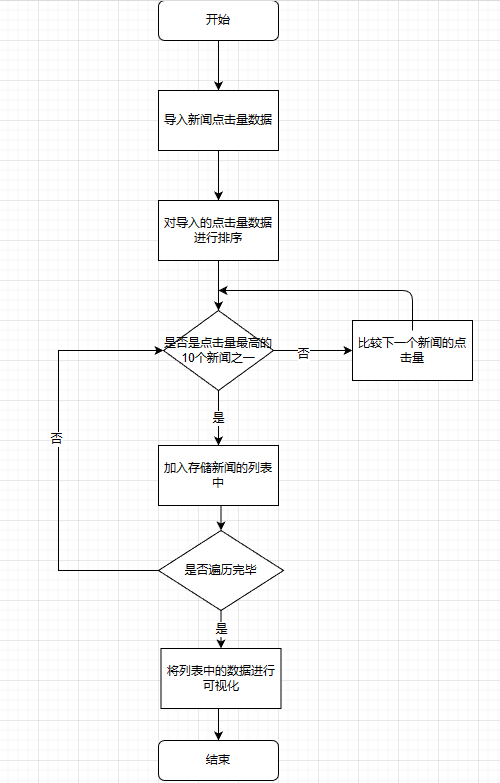 开始
导入新闻点击量数据
对导入的点击量数据
进行排序
是否是点击量最高的
10个新闻之一
否
比较下一个新闻的点
击量
是
否
加入存储新闻的列表
中
是否遍历完毕
是
将列表中的数据进行
可视化
结束